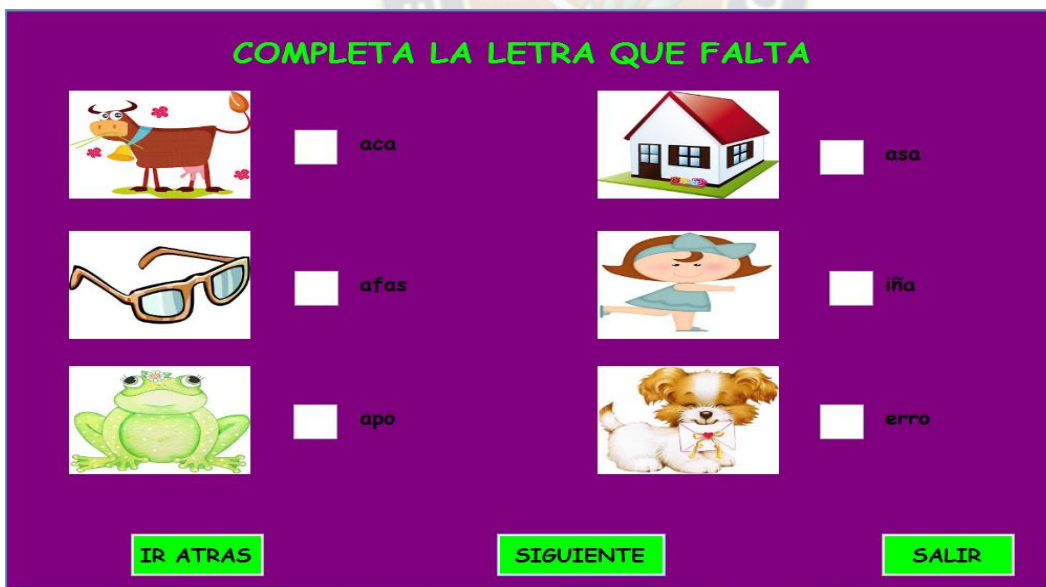 COMPLETA LA LETRA QUE FALTA
aca
asa
afas
iña
apo
erro
IR ATRAS
SIGUIENTE
SALIR